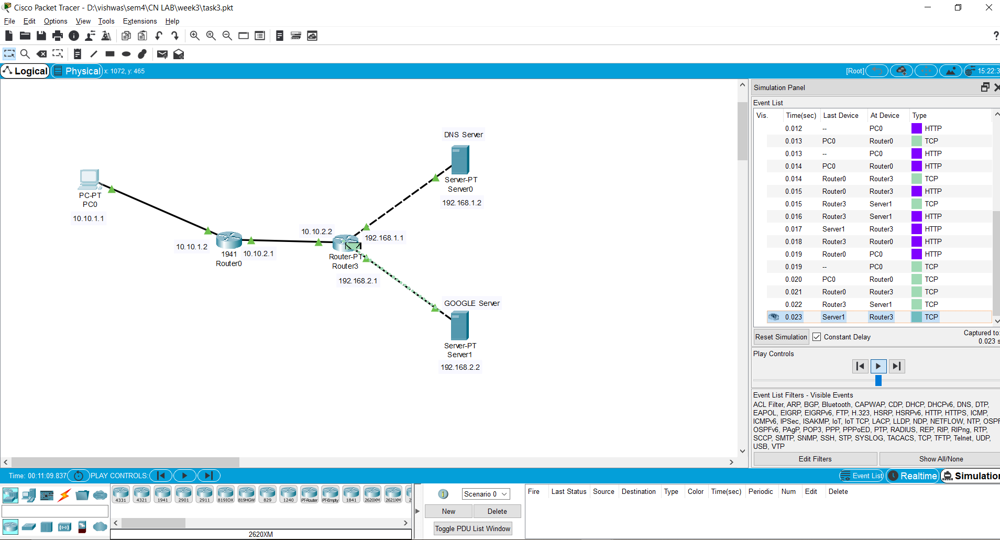 Cisco Packet Tracer - D:\vishwas\sem4\CN LAB\week3\task3.pkt
File Edit Options View Tools Extensions Help
?
Logical Physical x: 1072, y: 465
[Root] 15:22:3
DNS Server
Server-PT
Server0
192.168.1.2
PC-PT
PC0
10.10.1.1
10.10.1.2
1941
Router0
10.10.2.1
10.10.2.2
192.168.1.1
Router-PT
Router3
192.168.2.1
GOOGLE Server
Server-PT
Server1
192.168.2.2
Simulation Panel
Event List
Vis. Time(sec) Last Device At Device Type
0.012 -- PC0 HTTP
0.013 PC0 Router0 TCP
0.013 -- PC0 HTTP
0.014 PC0 Router0 HTTP
0.014 Router0 Router3 TCP
0.015 Router0 Router3 HTTP
0.015 Router3 Server1 TCP
0.016 Router3 Server1 HTTP
0.017 Server1 Router3 HTTP
0.018 Router3 Router0 HTTP
0.019 Router0 PC0 HTTP
0.019 -- PC0 TCP
0.020 PC0 Router0 TCP
0.021 Router0 Router3 TCP
0.022 Router3 Server1 TCP
0.023 Server1 Router3 TCP
Reset Simulation Constant Delay Captured to:
0.023 s
Play Controls
Event List Filters - Visible Events
ACL Filter, ARP, BGP, Bluetooth, CAPWAP, CDP, DHCP, DHCPv6, DNS, DTP,
EAPOL, EIGRP, EIGRPv6, FTP, H.323, HSRP, HSRPv6, HTTP, HTTPS, ICMP,
ICMPv6, IPSec, ISAKMP, IoT, IoT TCP, LACP, LLDP, NDP, NETFLOW, NTP, OSPF
OSPFv6, PAgP, POP3, PPP, PPPoED, PTP, RADIUS, REP, RIP, RIPng, RTP,
SCCP, SMTP, SNMP, SSH, STP, SYSLOG, TACACS, TCP, TFTP, Telnet, UDP,
USB, VTP
Edit Filters Show All/None
Time: 00:11:09.837 PLAY CONTROLS: Event List Realtime Simulation
4331 4321 1941 2901 2911 819IOX 819HGW 829 1240 PT-Router PT-Empty 1841 2620XM 2621XM 2
2620XM
1 Scenario 0
New Delete
Toggle PDU List Window
Fire Last Status Source Destination Type Color Time(sec) Periodic Num Edit Delete